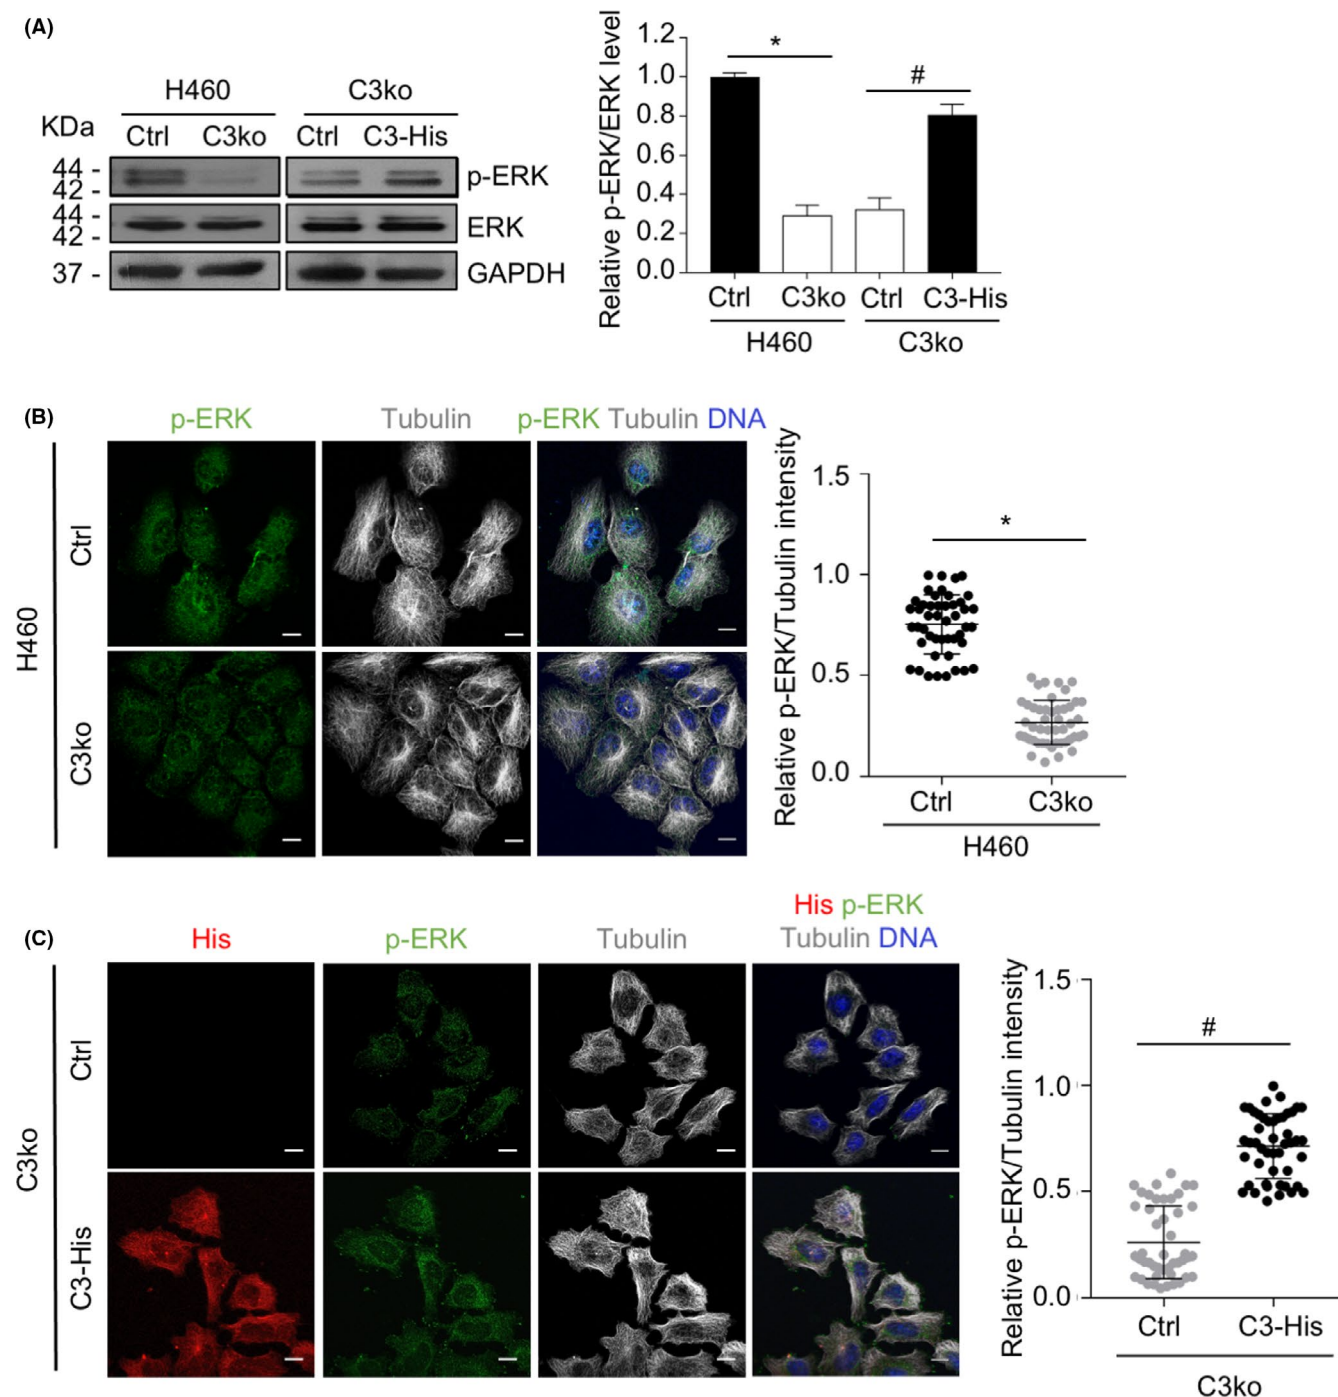 (A)
H460 C3ko
KDa Ctrl C3ko Ctrl C3-His
44 -
42 -
p-ERK
44 -
42 -
ERK
37 -
GAPDH
Relative p-ERK/ERK level
1.2
1.0
0.8
0.6
0.4
0.2
0.0
*
#
Ctrl C3ko Ctrl C3-His
H460 C3ko
(B)
p-ERK Tubulin p-ERK Tubulin DNA
H460
Ctrl
C3ko
Relative p-ERK/Tubulin intensity
1.5
1.0
0.5
0.0
*
Ctrl C3ko
H460
(C)
His p-ERK Tubulin
His p-ERK
Tubulin DNA
C3ko
Ctrl
C3-His
Relative p-ERK/Tubulin intensity
1.5
1.0
0.5
0.0
#
Ctrl C3-His
C3ko